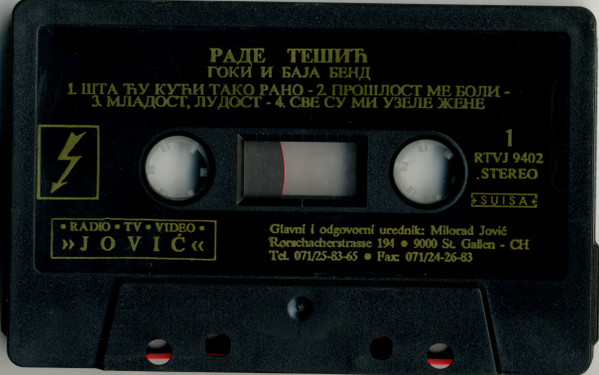 РАДЕ ТЕШИЋ
ГОКИ И БАЈА БЕНД
1. ШТА ЋУ КУЋИ ТАКО РАНО - 2. ПРОШЛОСТ МЕ БОЛИ -
3. МЛАДОСТ, ЛУДОСТ - 4. СВЕ СУ МИ УЗЕЛЕ ЖЕНЕ
1
RTVJ 9402
.STEREO
SUISA
• RADIO • TV • VIDEO •
»JOVIĆ«
Glavni i odgovorni urednik: Milorad Jović
Rorschacherstrasse 194 • 9000 St. Gallen - CH
Tel. 071/25-83-65 • Fax: 071/24-26-83